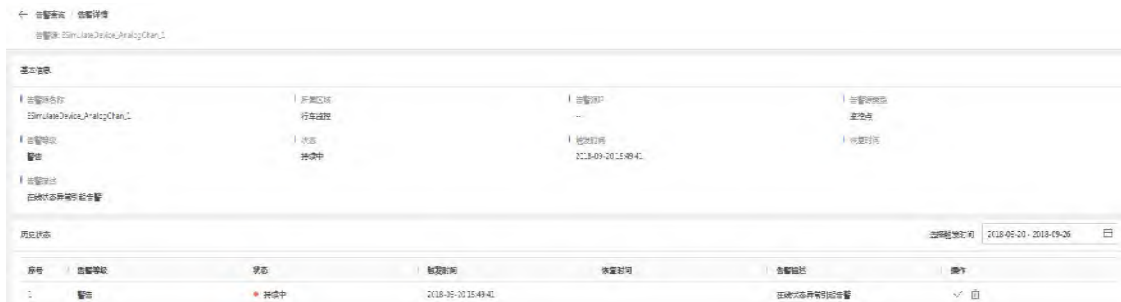 ← 告警查询 / 告警详情
告警源: ESimulateDevice_AnalogChan_1
基本信息
告警源名称 所属区域 告警源IP 告警源类型
ESimulateDevice_AnalogChan_1 行车监控 --- 监控点
告警等级 状态 触发时间 恢复时间
警告 持续中 2018-09-20 15:49:41
告警描述
在线状态异常引起告警
历史状态 选择触发时间 2018-09-20 - 2018-09-26
序号 告警等级 状态 触发时间 恢复时间 告警描述 操作
1 警告 持续中 2018-09-20 15:49:41 在线状态异常引起告警